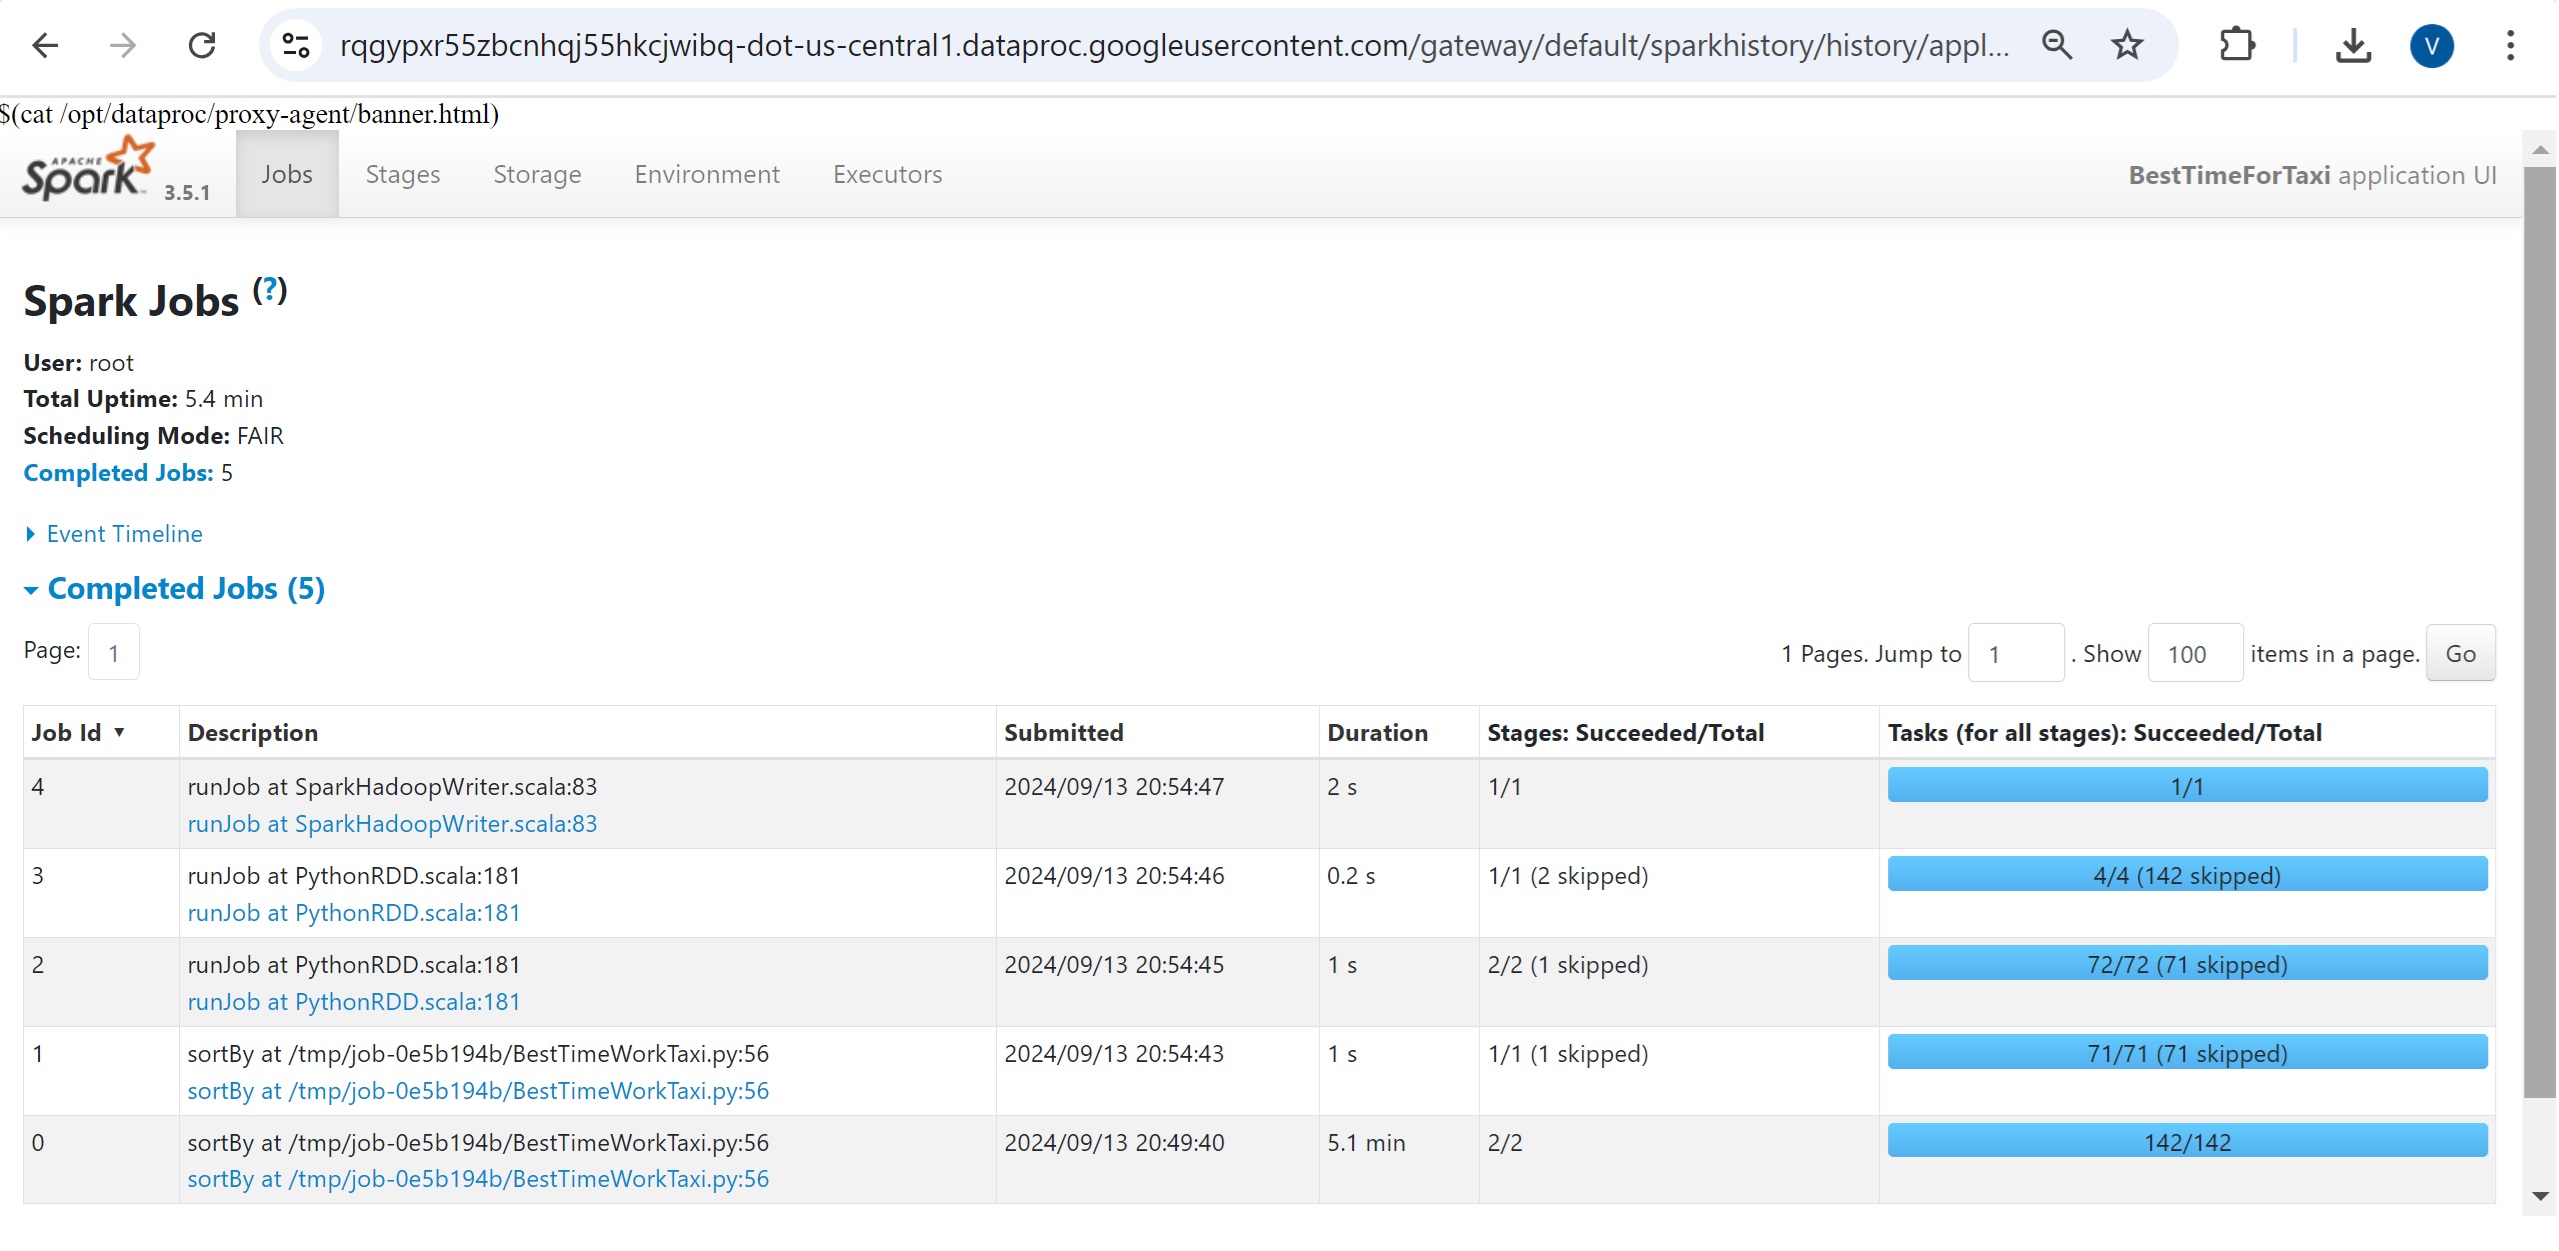 rqgypxr55zbcnhqj55hkcjwibq-dot-us-central1.dataproc.googleusercontent.com/gateway/default/sparkhistory/history/appl...
V
$(cat /opt/dataproc/proxy-agent/banner.html)
APACHE Spark 3.5.1 Jobs Stages Storage Environment Executors BestTimeForTaxi application UI
Spark Jobs (?)
User: root
Total Uptime: 5.4 min
Scheduling Mode: FAIR
Completed Jobs: 5
Event Timeline
Completed Jobs (5)
Page: 1 1 Pages. Jump to 1 . Show 100 items in a page. Go
Job Id ▾ Description Submitted Duration Stages: Succeeded/Total Tasks (for all stages): Succeeded/Total
4 runJob at SparkHadoopWriter.scala:83 2024/09/13 20:54:47 2 s 1/1 1/1
runJob at SparkHadoopWriter.scala:83
3 runJob at PythonRDD.scala:181 2024/09/13 20:54:46 0.2 s 1/1 (2 skipped) 4/4 (142 skipped)
runJob at PythonRDD.scala:181
2 runJob at PythonRDD.scala:181 2024/09/13 20:54:45 1 s 2/2 (1 skipped) 72/72 (71 skipped)
runJob at PythonRDD.scala:181
1 sortBy at /tmp/job-0e5b194b/BestTimeWorkTaxi.py:56 2024/09/13 20:54:43 1 s 1/1 (1 skipped) 71/71 (71 skipped)
sortBy at /tmp/job-0e5b194b/BestTimeWorkTaxi.py:56
0 sortBy at /tmp/job-0e5b194b/BestTimeWorkTaxi.py:56 2024/09/13 20:49:40 5.1 min 2/2 142/142
sortBy at /tmp/job-0e5b194b/BestTimeWorkTaxi.py:56